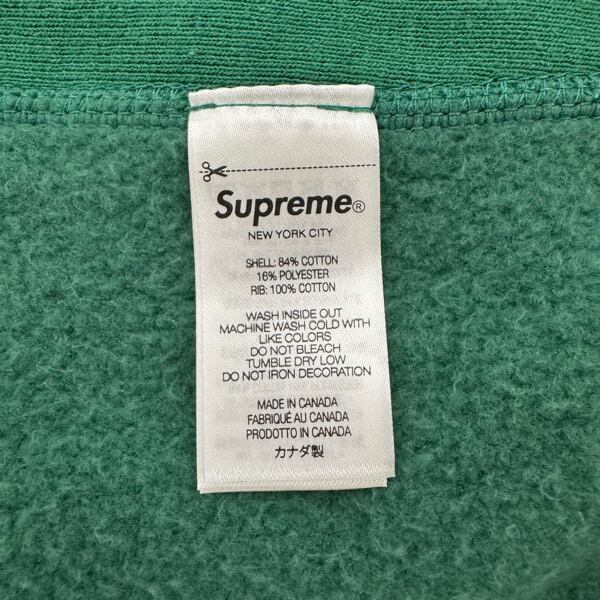 Supreme®
NEW YORK CITY
SHELL: 84% COTTON
16% POLYESTER
RIB: 100% COTTON
WASH INSIDE OUT
MACHINE WASH COLD WITH
LIKE COLORS
DO NOT BLEACH
TUMBLE DRY LOW
DO NOT IRON DECORATION
MADE IN CANADA
FABRIQUÉ AU CANADA
PRODOTTO IN CANADA
カナダ製